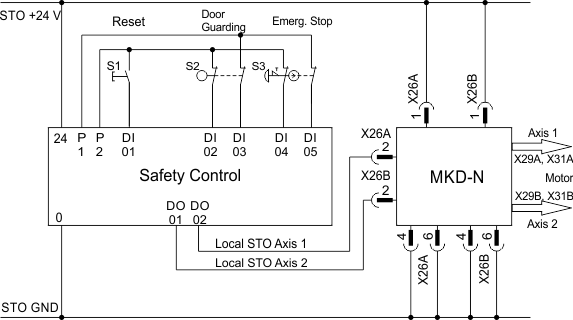 STO +24 V
Reset
Door
Guarding
Emerg. Stop
S1
S2
S3
X26A
X26B
1
1
24
P
1
P
2
DI
01
DI
02
DI
03
DI
04
DI
05
Safety Control
0
DO
01
DO
02
X26A
2
X26B
2
MKD-N
Axis 1
X29A, X31A
Motor
X29B, X31B
Axis 2
Local STO Axis 1
Local STO Axis 2
4
6
4
6
X26A
X26B
STO GND